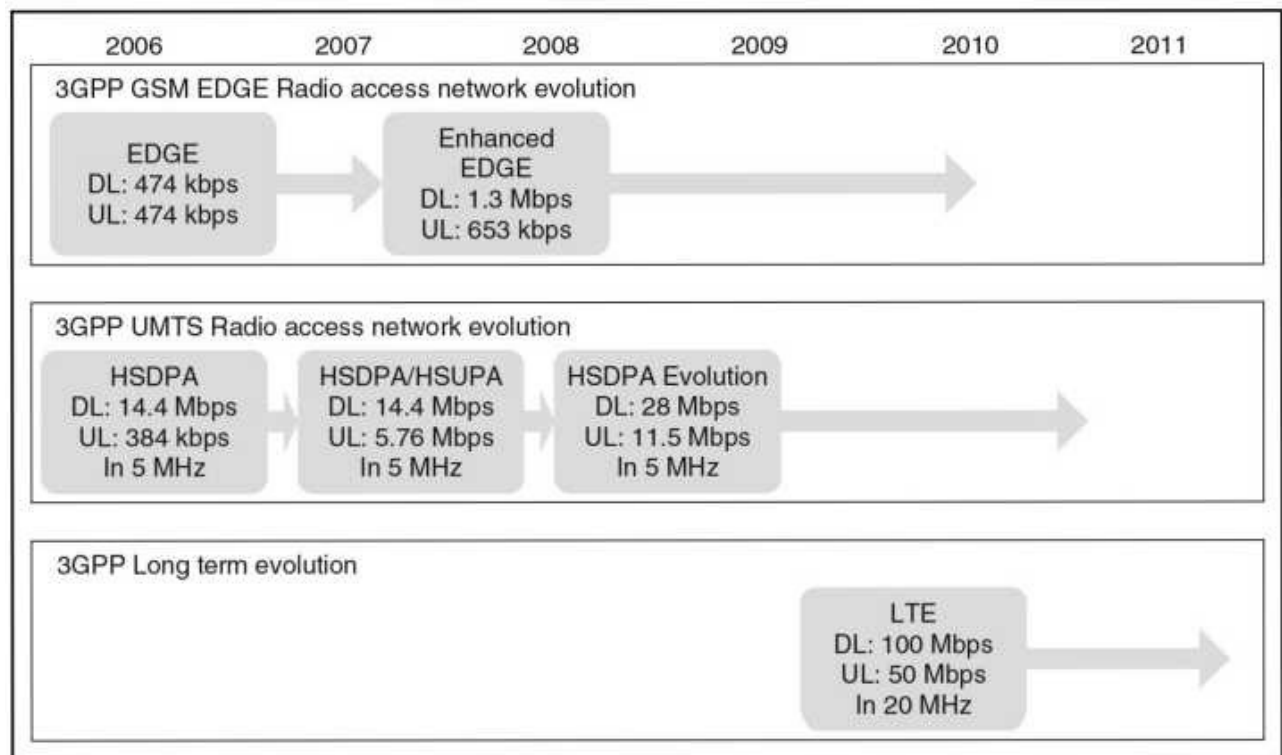 2006 2007 2008 2009 2010 2011
3GPP GSM EDGE Radio access network evolution
EDGE
DL: 474 kbps
UL: 474 kbps
Enhanced
EDGE
DL: 1.3 Mbps
UL: 653 kbps
3GPP UMTS Radio access network evolution
HSDPA
DL: 14.4 Mbps
UL: 384 kbps
In 5 MHz
HSDPA/HSUPA
DL: 14.4 Mbps
UL: 5.76 Mbps
In 5 MHz
HSDPA Evolution
DL: 28 Mbps
UL: 11.5 Mbps
In 5 MHz
3GPP Long term evolution
LTE
DL: 100 Mbps
UL: 50 Mbps
In 20 MHz